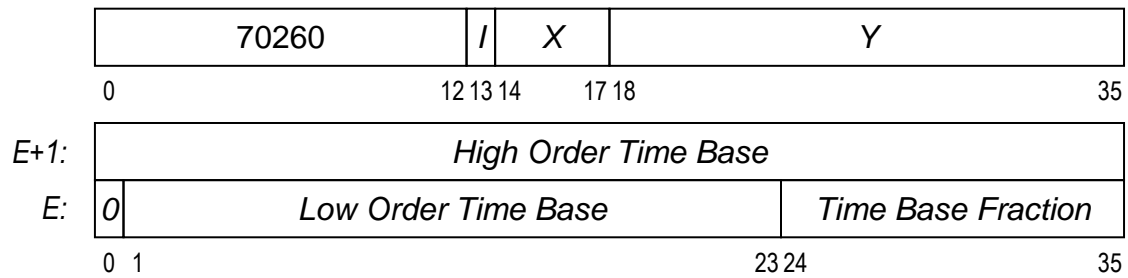 70260 I X Y
0 12 13 14 17 18 35
E+1: High Order Time Base
E: 0 Low Order Time Base Time Base Fraction
0 1 23 24 35